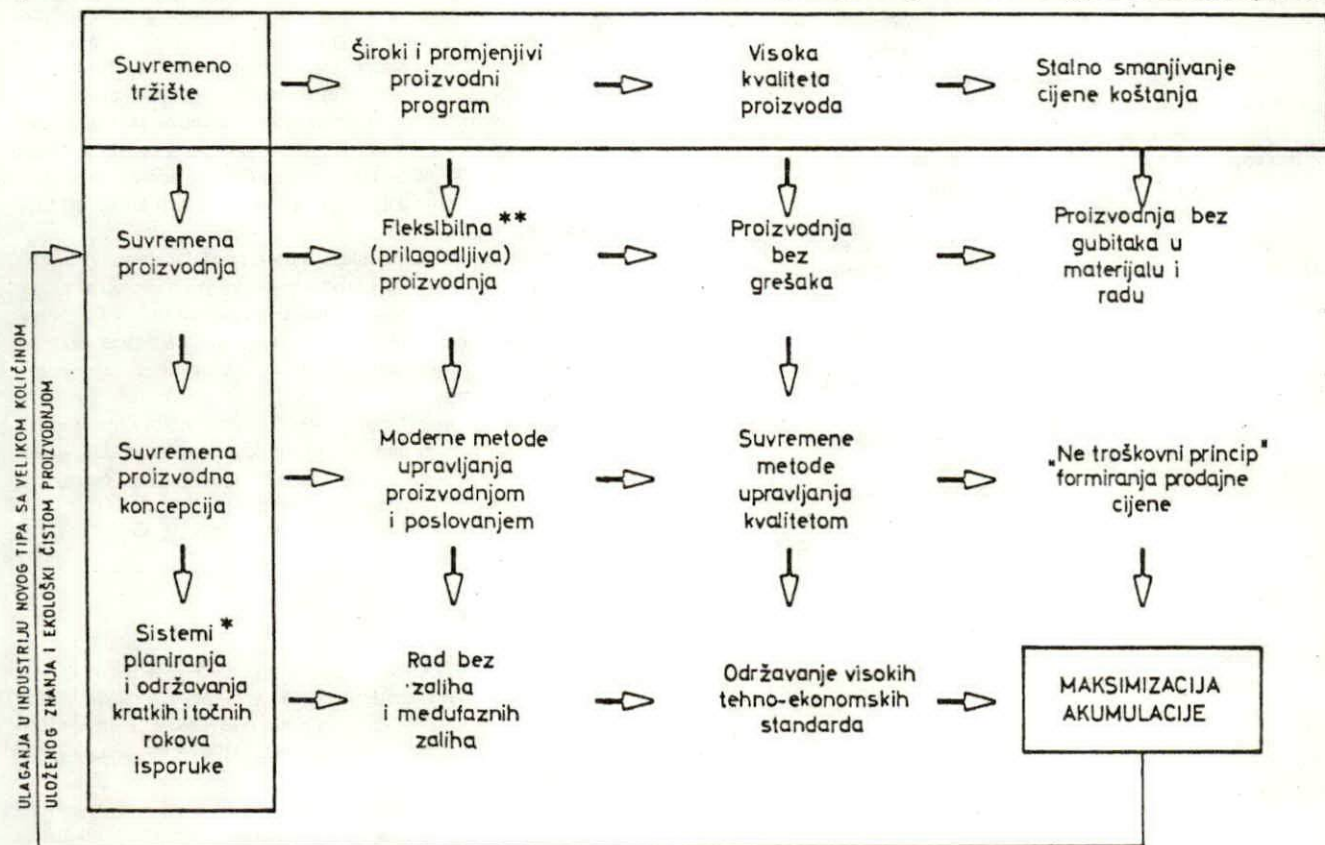 Suvremeno
tržište
Široki i promjenjivi
proizvodni
program
Visoka
kvaliteta
proizvoda
Stalno smanjivanje
cijene koštanja
Suvremena
proizvodnja
Fleksibilna **
(prilagodljiva)
proizvodnja
Proizvodnja
bez
grešaka
Proizvodnja bez
gubitaka u
materijalu i
radu
Suvremena
proizvodna
koncepcija
Moderne metode
upravljanja
proizvodnjom
i poslovanjem
Suvremene
metode
upravljanja
kvalitetom
„Ne troškovni princip"
formiranja prodajne
cijene
Sistemi *
planiranja
i održavanja
kratkih i točnih
rokova
isporuke
Rad bez
zaliha
i međufaznih
zaliha
Održavanje visokih
tehno-ekonomskih
standarda
MAKSIMIZACIJA
AKUMULACIJE
ULAGANJA U INDUSTRIJU NOVOG TIPA SA VELIKOM KOLIČINOM
ULOŽENOG ZNANJA I EKOLOŠKI ČISTOM PROIZVODNJOM